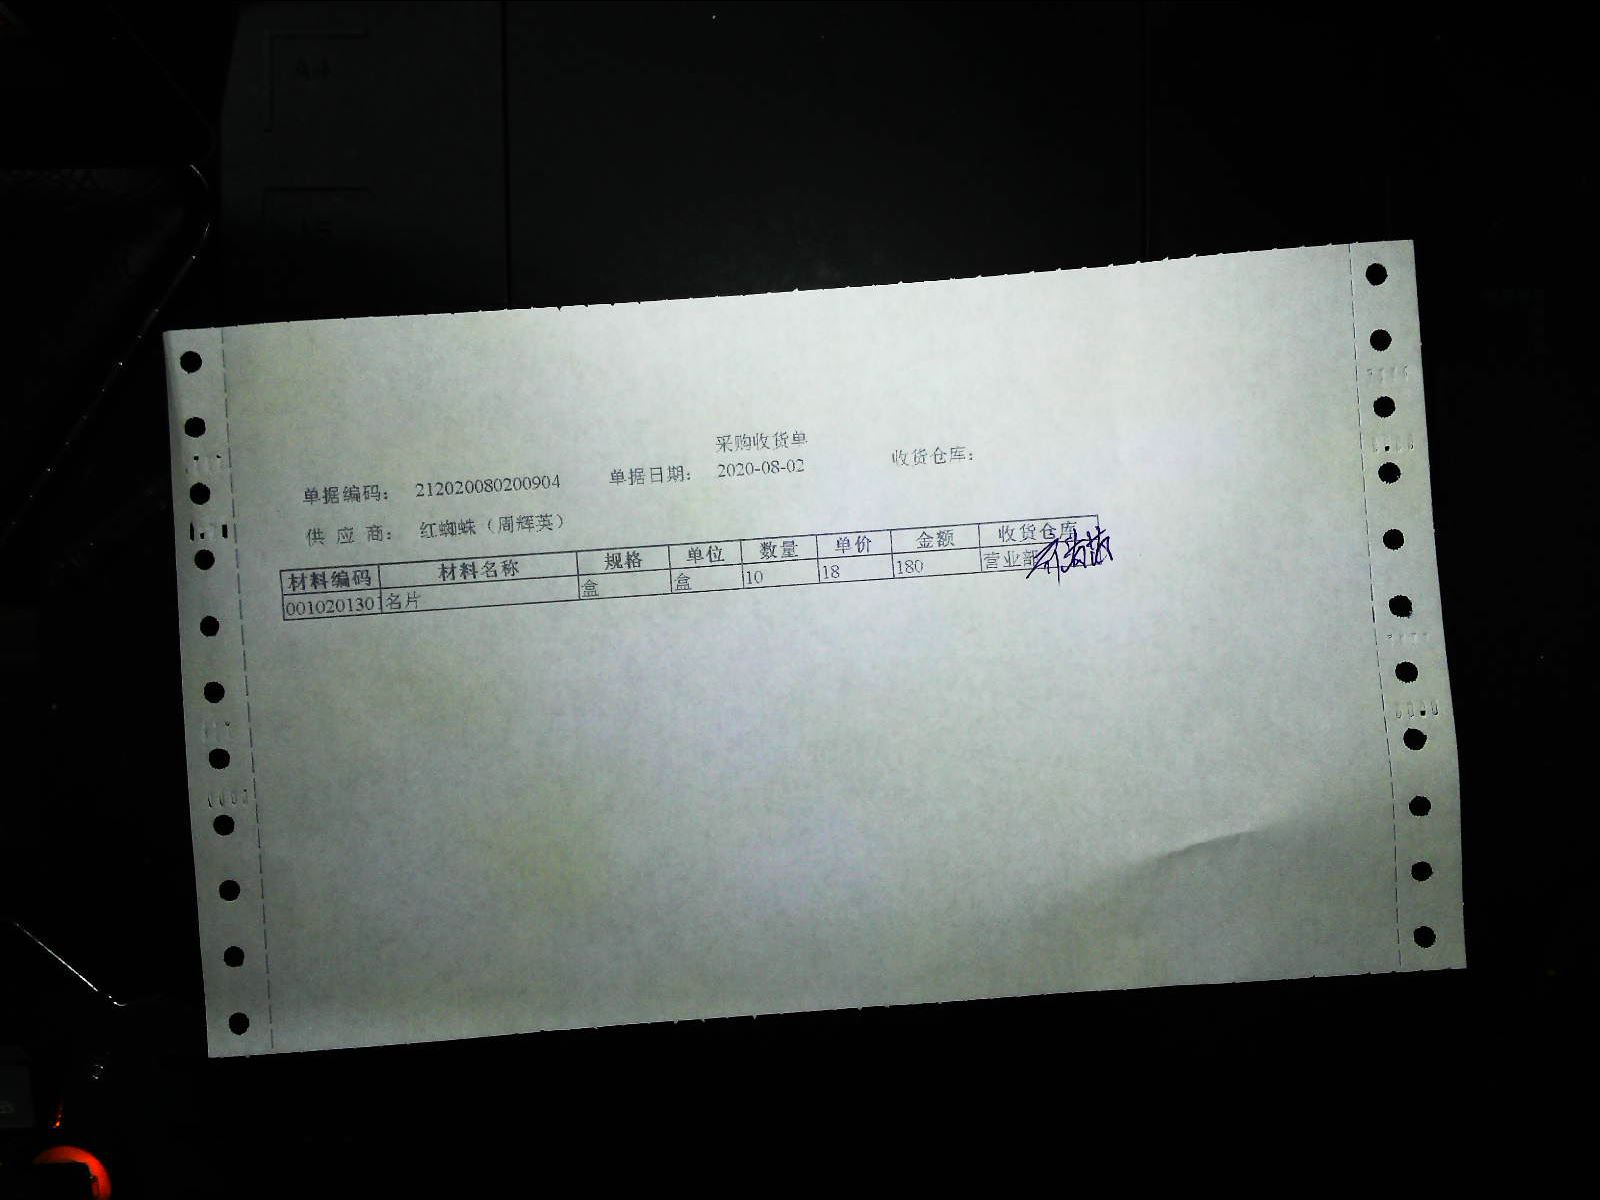 采购收货单
单据编码： 212020080200904 单据日期： 2020-08-02 收货仓库：
供 应 商： 红蜘蛛（周辉英）
材料编码 材料名称 规格 单位 数量 单价 金额 收货仓库
001020130 名片 盒 盒 10 18 180 营业部